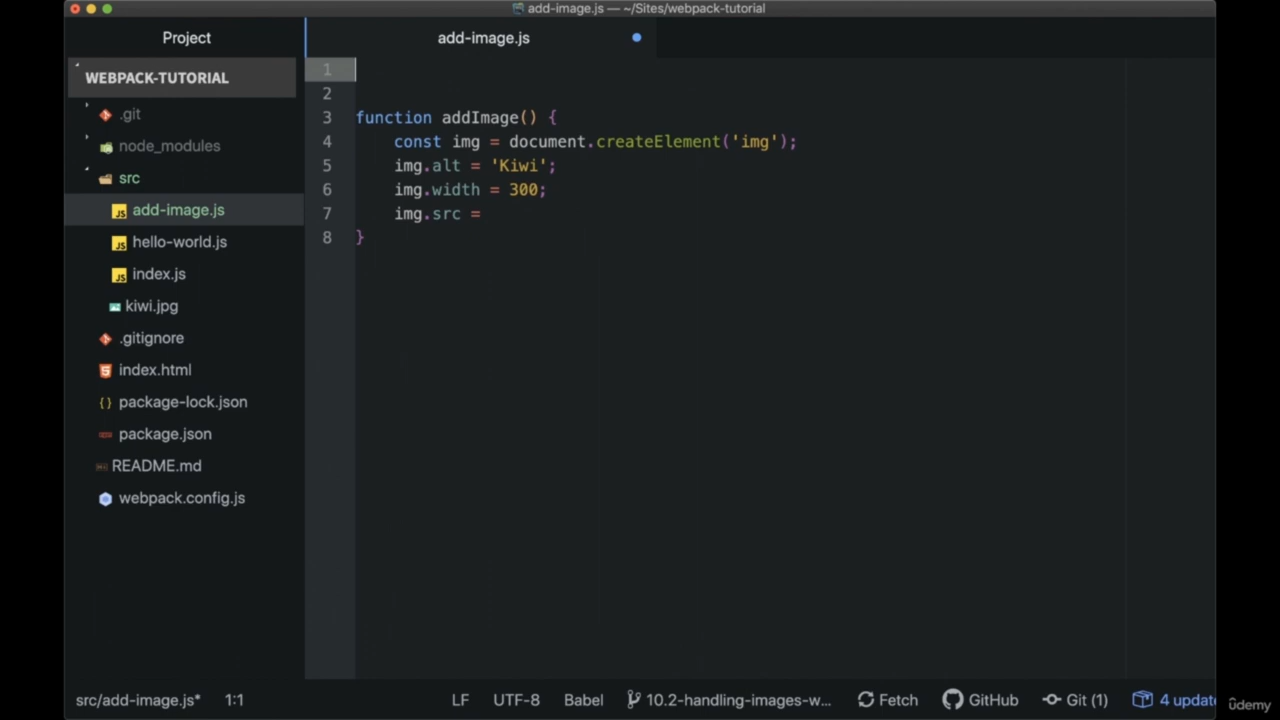 add-image.js — ~/Sites/webpack-tutorial
Project
add-image.js
WEBPACK-TUTORIAL
.git
node_modules
src
add-image.js
hello-world.js
index.js
kiwi.jpg
.gitignore
index.html
package-lock.json
package.json
README.md
webpack.config.js
1
2
3 function addImage() {
4 const img = document.createElement('img');
5 img.alt = 'Kiwi';
6 img.width = 300;
7 img.src =
8 }
src/add-image.js* 1:1 LF UTF-8 Babel 10.2-handling-images-w... Fetch GitHub Git (1) 4 update
ûdemy